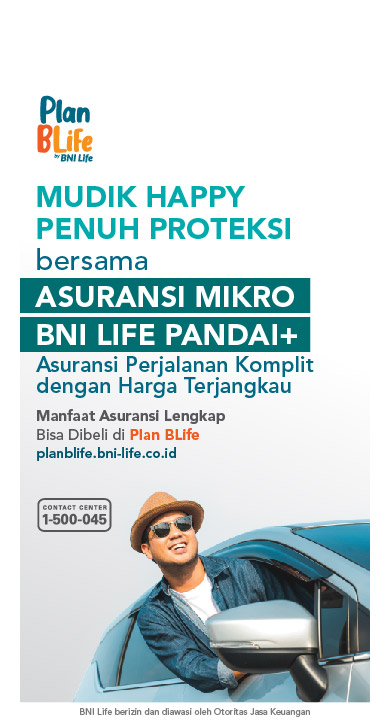 Plan
BLife
by BNI Life
MUDIK HAPPY
PENUH PROTEKSI
bersama
ASURANSI MIKRO
BNI LIFE PANDAI+
Asuransi Perjalanan Komplit
dengan Harga Terjangkau
Manfaat Asuransi Lengkap
Bisa Dibeli di Plan BLife
planblife.bni-life.co.id
CONTACT CENTER
1-500-045
BNI Life berizin dan diawasi oleh Otoritas Jasa Keuangan